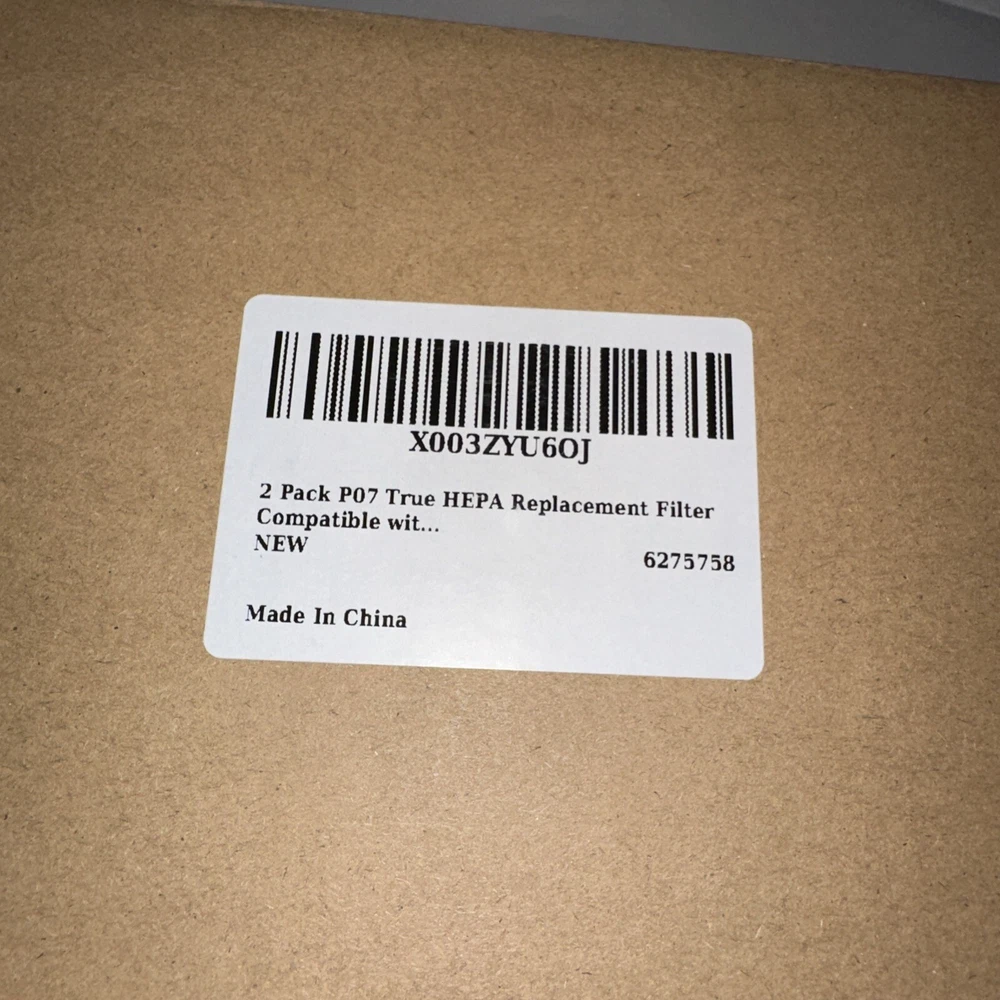 X003ZYU6OJ
2 Pack P07 True HEPA Replacement Filter
Compatible wit...
NEW
6275758
Made In China